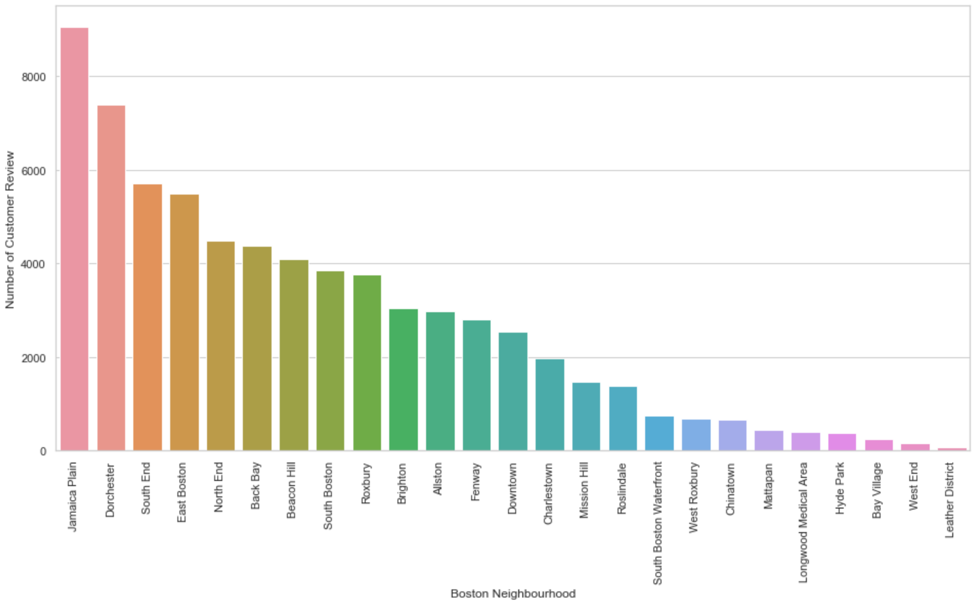 Number of Customer Review
8000
6000
4000
2000
0
Jamaica Plain
Dorchester
South End
East Boston
North End
Back Bay
Beacon Hill
South Boston
Roxbury
Brighton
Allston
Fenway
Downtown
Charlestown
Mission Hill
Roslindale
South Boston Waterfront
West Roxbury
Chinatown
Mattapan
Longwood Medical Area
Hyde Park
Bay Village
West End
Leather District
Boston Neighbourhood